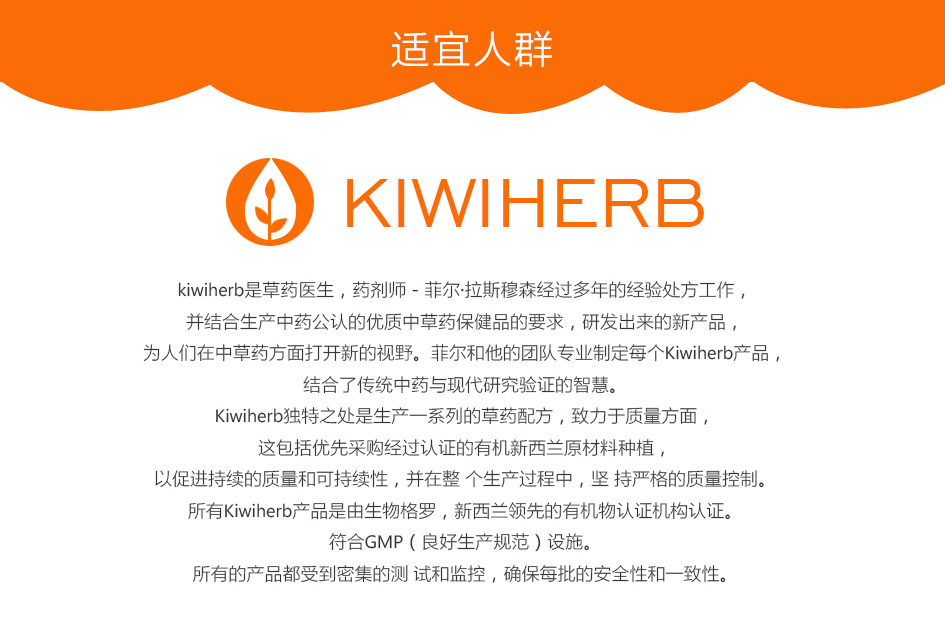 适宜人群
KIWIHERB
kiwiherb是草药医生，药剂师 - 菲尔·拉斯穆森经过多年的经验处方工作，
并结合生产中药公认的优质中草药保健品的要求，研发出来的新产品，
为人们在中草药方面打开新的视野。菲尔和他的团队专业制定每个Kiwiherb产品，
结合了传统中药与现代研究验证的智慧。
Kiwiherb独特之处是生产一系列的草药配方，致力于质量方面，
这包括优先采购经过认证的有机新西兰原材料种植，
以促进持续的质量和可持续性，并在整 个生产过程中，坚 持严格的质量控制。
所有Kiwiherb产品是由生物格罗，新西兰领先的有机物认证机构认证。
符合GMP（良好生产规范）设施。
所有的产品都受到密集的测 试和监控，确保每批的安全性和一致性。